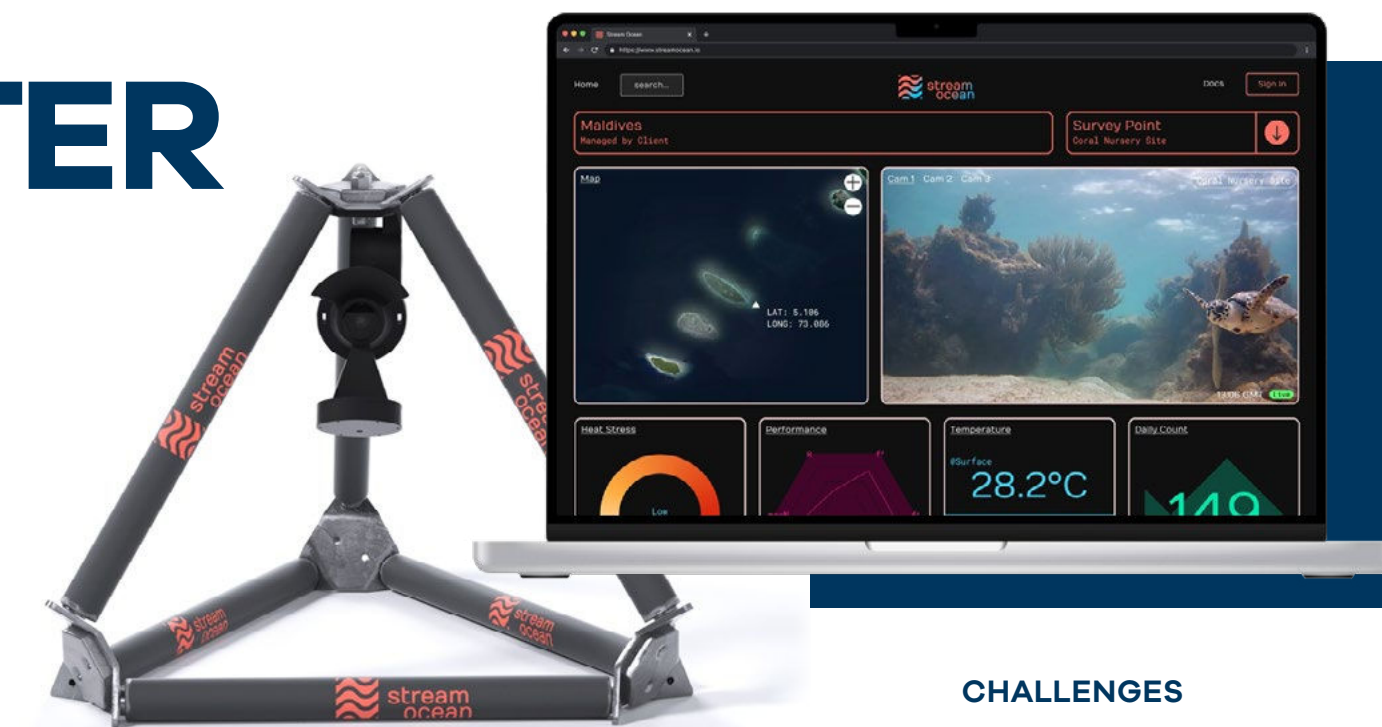 TER
Stream Ocean
https://www.streamocean.io
Home
search...
stream
ocean
Docs
Sign in
Maldives
Managed by Client
Survey Point
Coral Nursery Site
Map
LAT: 5.106
LONG: 73.086
Cam 1 Cam 2 Cam 3
Coral Nursery Site
Live
Heat Stress
Low
Performance
Temperature
@Surface
28.2°C
Daily Count
149
stream
ocean
stream
ocean
stream
ocean
stream
ocean
CHALLENGES